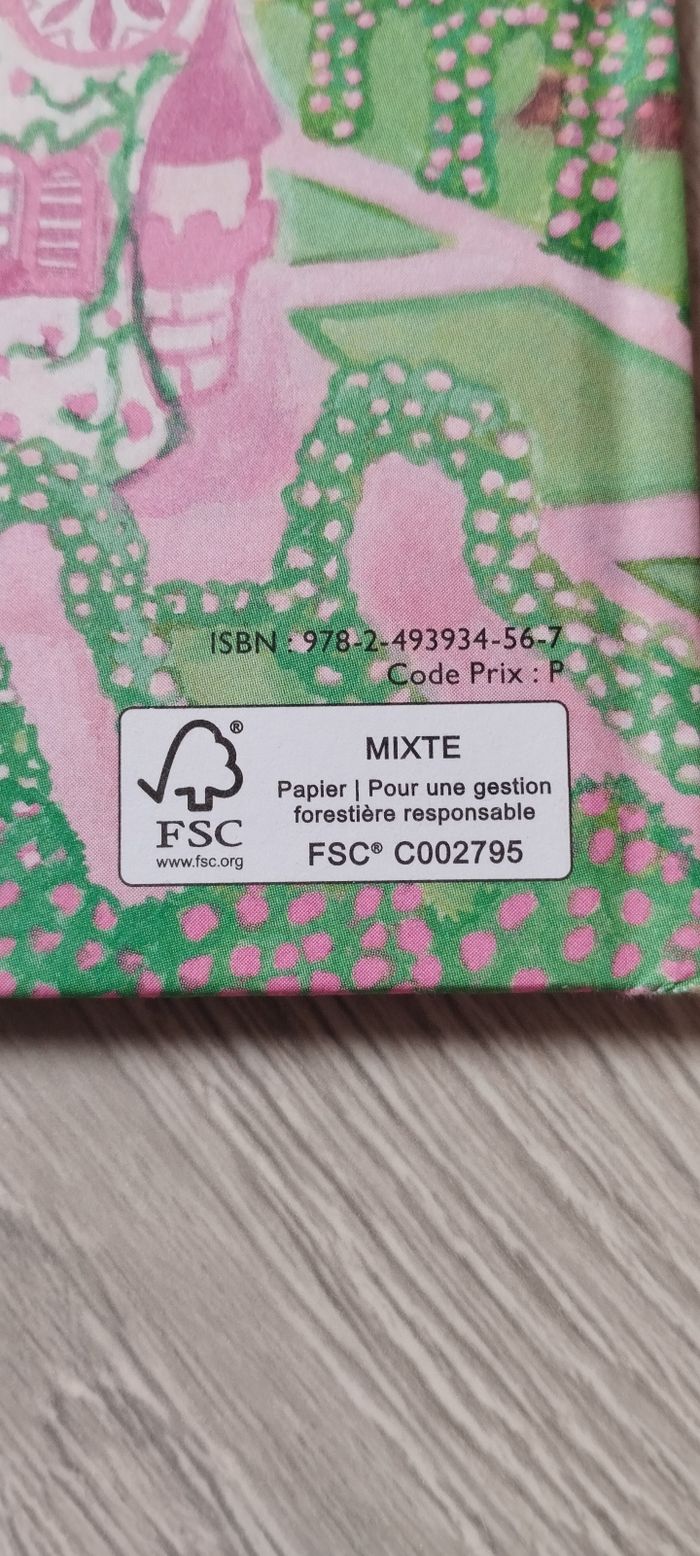 ISBN : 978-2-493934-56-7
Code Prix : P
®
FSC
www.fsc.org
MIXTE
Papier | Pour une gestion
forestière responsable
FSC® C002795